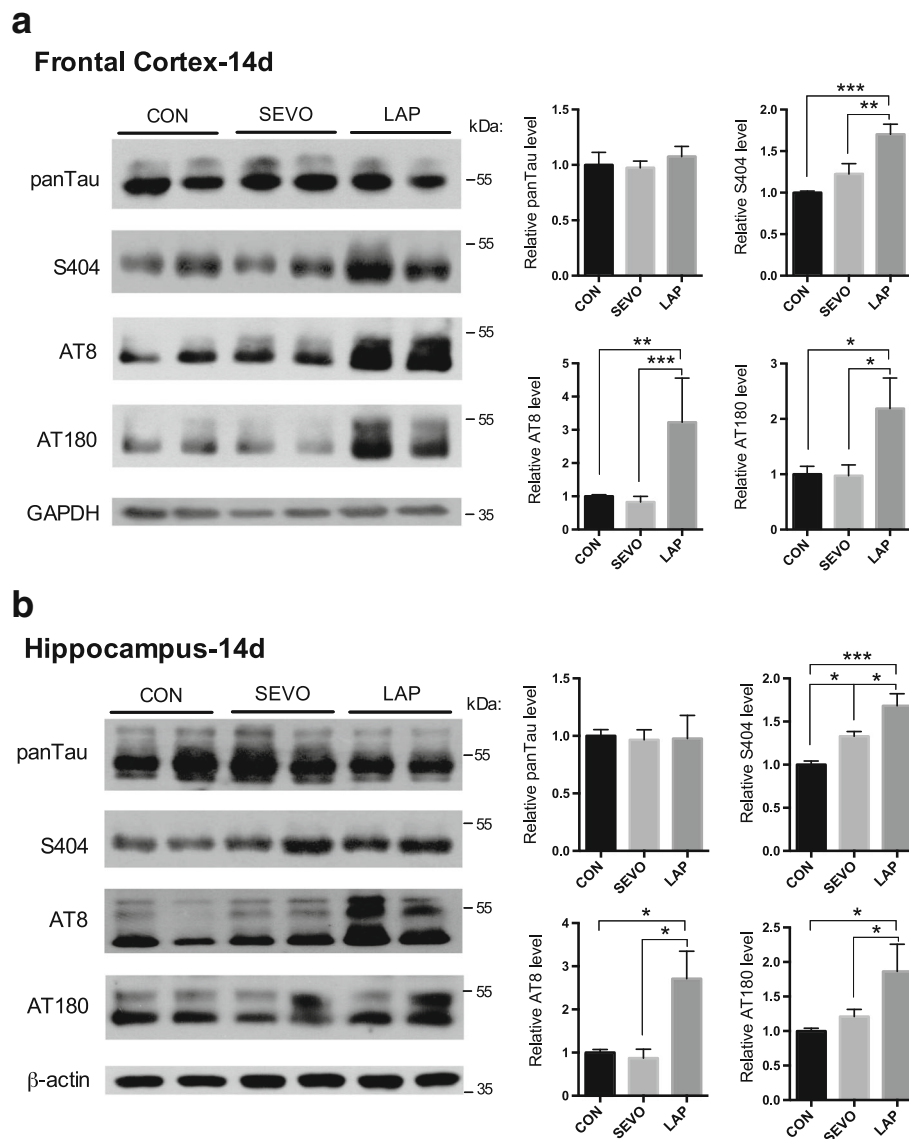 a
Frontal Cortex-14d
CON SEVO LAP kDa:
panTau 55
S404 55
AT8 55
AT180 55
GAPDH 35
Relative panTau level
1.5
1.0
0.5
0.0
CON SEVO LAP
Relative S404 level
2.0
1.5
1.0
0.5
0.0
***
**
CON SEVO LAP
Relative AT8 level
5
4
3
2
1
0
**
***
CON SEVO LAP
Relative AT180 level
3
2
1
0
*
*
CON SEVO LAP
b
Hippocampus-14d
CON SEVO LAP kDa:
panTau 55
S404 55
AT8 55
AT180 55
β-actin 35
Relative panTau level
1.5
1.0
0.5
0.0
CON SEVO LAP
Relative S404 level
2.0
1.5
1.0
0.5
0.0
***
* *
CON SEVO LAP
Relative AT8 level
4
3
2
1
0
*
*
CON SEVO LAP
Relative AT180 level
2.5
2.0
1.5
1.0
0.5
0.0
*
*
CON SEVO LAP